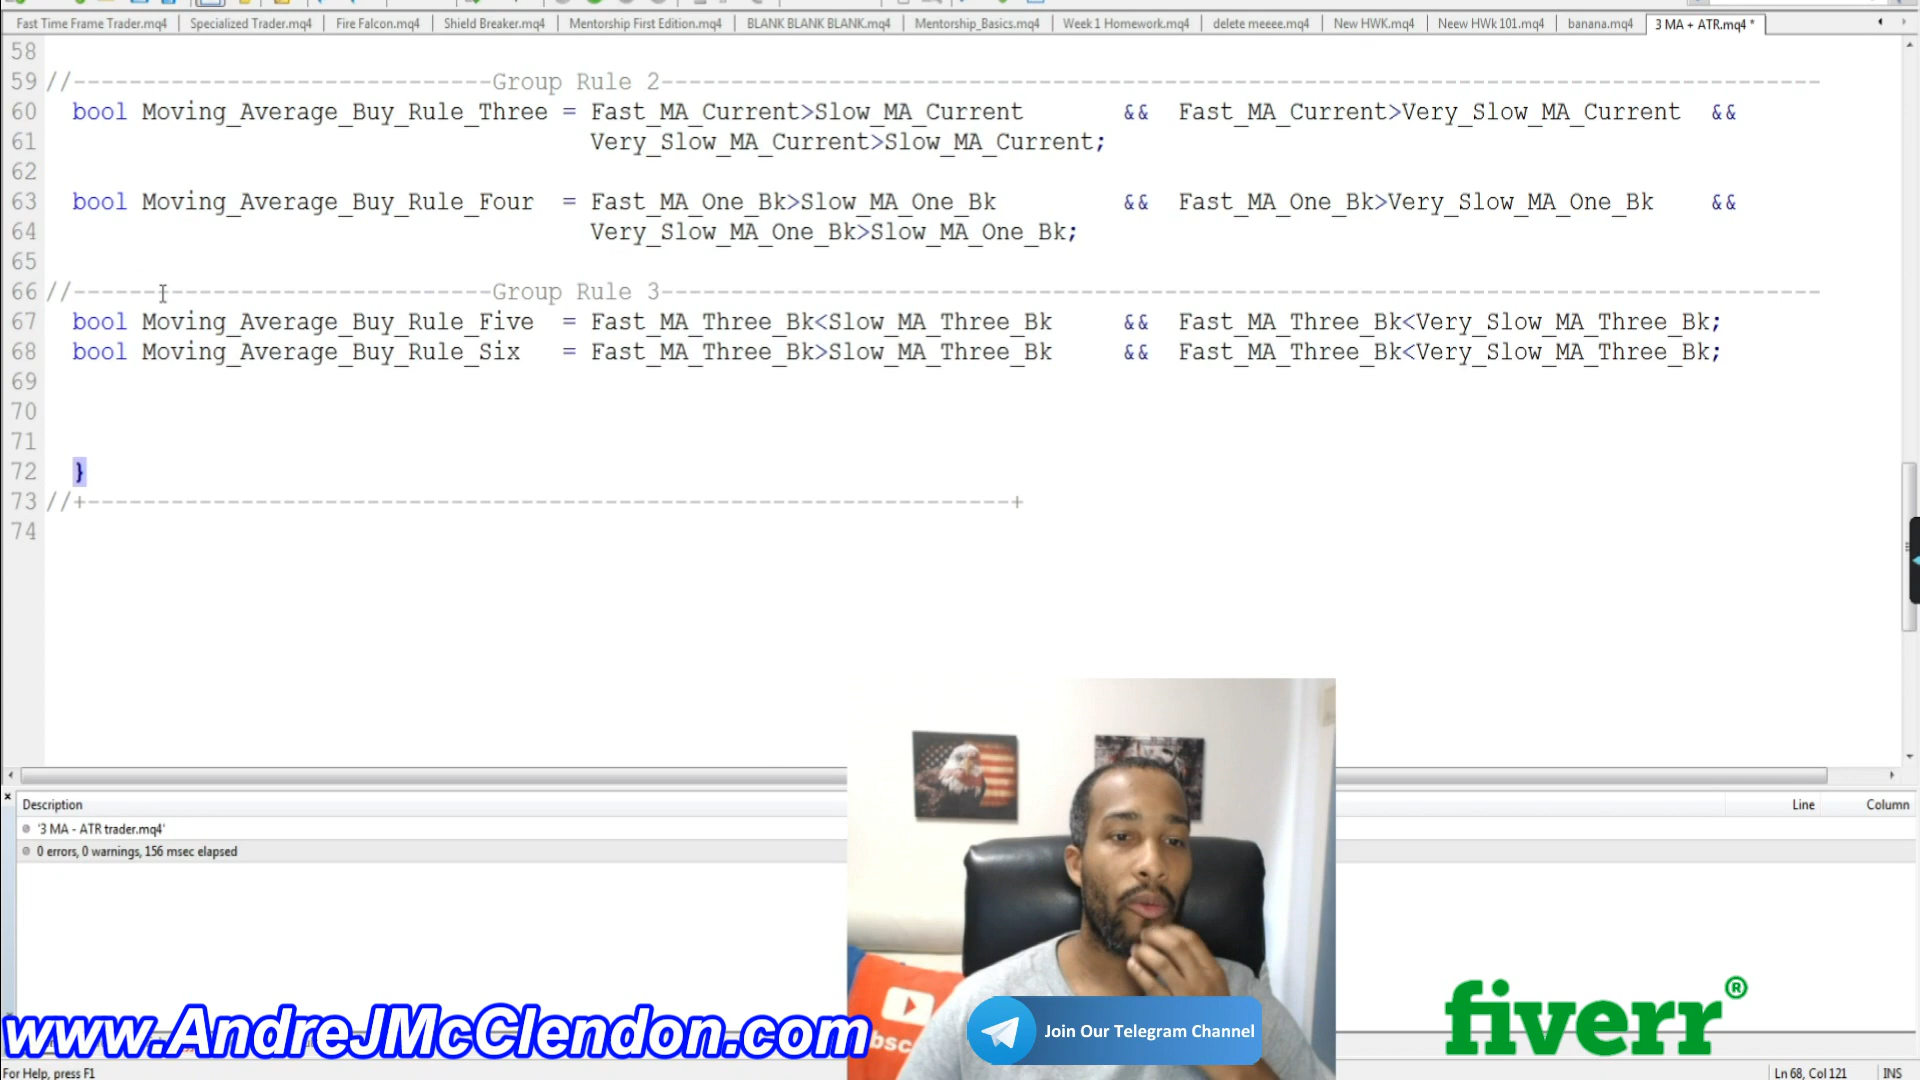 Fast Time Frame Trader.mq4 Specialized Trader.mq4 Fire Falcon.mq4 Shield Breaker.mq4 Mentorship First Edition.mq4 BLANK BLANK BLANK.mq4 Mentorship_Basics.mq4 Week 1 Homework.mq4 delete meeee.mq4 New HWK.mq4 Neew HWk 101.mq4 banana.mq4 3 MA + ATR.mq4 *
58
59 //------------------------------Group Rule 2-----------------------------------------------------------------------------------
60 bool Moving_Average_Buy_Rule_Three = Fast_MA_Current>Slow_MA_Current && Fast_MA_Current>Very_Slow_MA_Current &&
61 Very_Slow_MA_Current>Slow_MA_Current;
62
63 bool Moving_Average_Buy_Rule_Four = Fast_MA_One_Bk>Slow_MA_One_Bk && Fast_MA_One_Bk>Very_Slow_MA_One_Bk &&
64 Very_Slow_MA_One_Bk>Slow_MA_One_Bk;
65
66 //------------------------------Group Rule 3-----------------------------------------------------------------------------------
67 bool Moving_Average_Buy_Rule_Five = Fast_MA_Three_Bk<Slow_MA_Three_Bk && Fast_MA_Three_Bk<Very_Slow_MA_Three_Bk;
68 bool Moving_Average_Buy_Rule_Six = Fast_MA_Three_Bk>Slow_MA_Three_Bk && Fast_MA_Three_Bk<Very_Slow_MA_Three_Bk;
69
70
71
72 }
73 //+------------------------------------------------------------------+
74
Description Line Column
'3 MA - ATR trader.mq4'
0 errors, 0 warnings, 156 msec elapsed
www.AndreJMcClendon.com
Join Our Telegram Channel
fiverr®
For Help, press F1 Ln 68, Col 121 INS